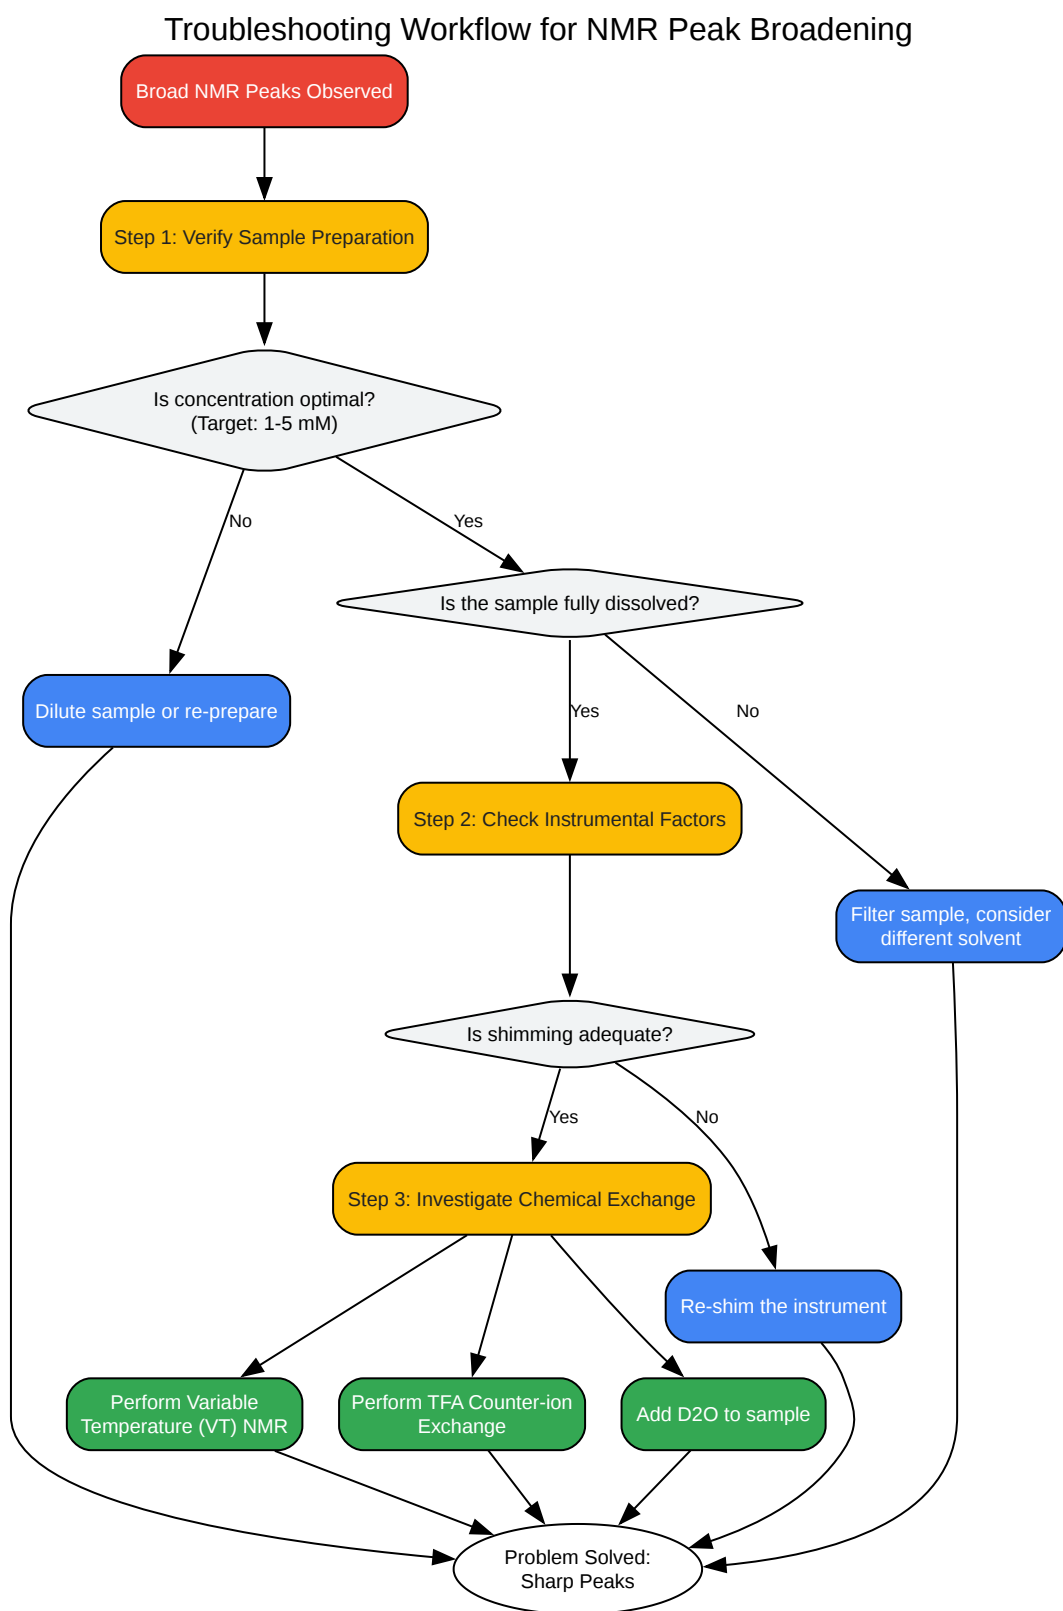 Troubleshooting Workflow for NMR Peak Broadening
Broad NMR Peaks Observed
Step 1: Verify Sample Preparation
Is concentration optimal?
(Target: 1-5 mM)
No
Yes
Is the sample fully dissolved?
Dilute sample or re-prepare
Yes
No
Step 2: Check Instrumental Factors
Filter sample, consider
different solvent
Is shimming adequate?
Yes
No
Step 3: Investigate Chemical Exchange
Re-shim the instrument
Perform Variable
Temperature (VT) NMR
Perform TFA Counter-ion
Exchange
Add D2O to sample
Problem Solved:
Sharp Peaks